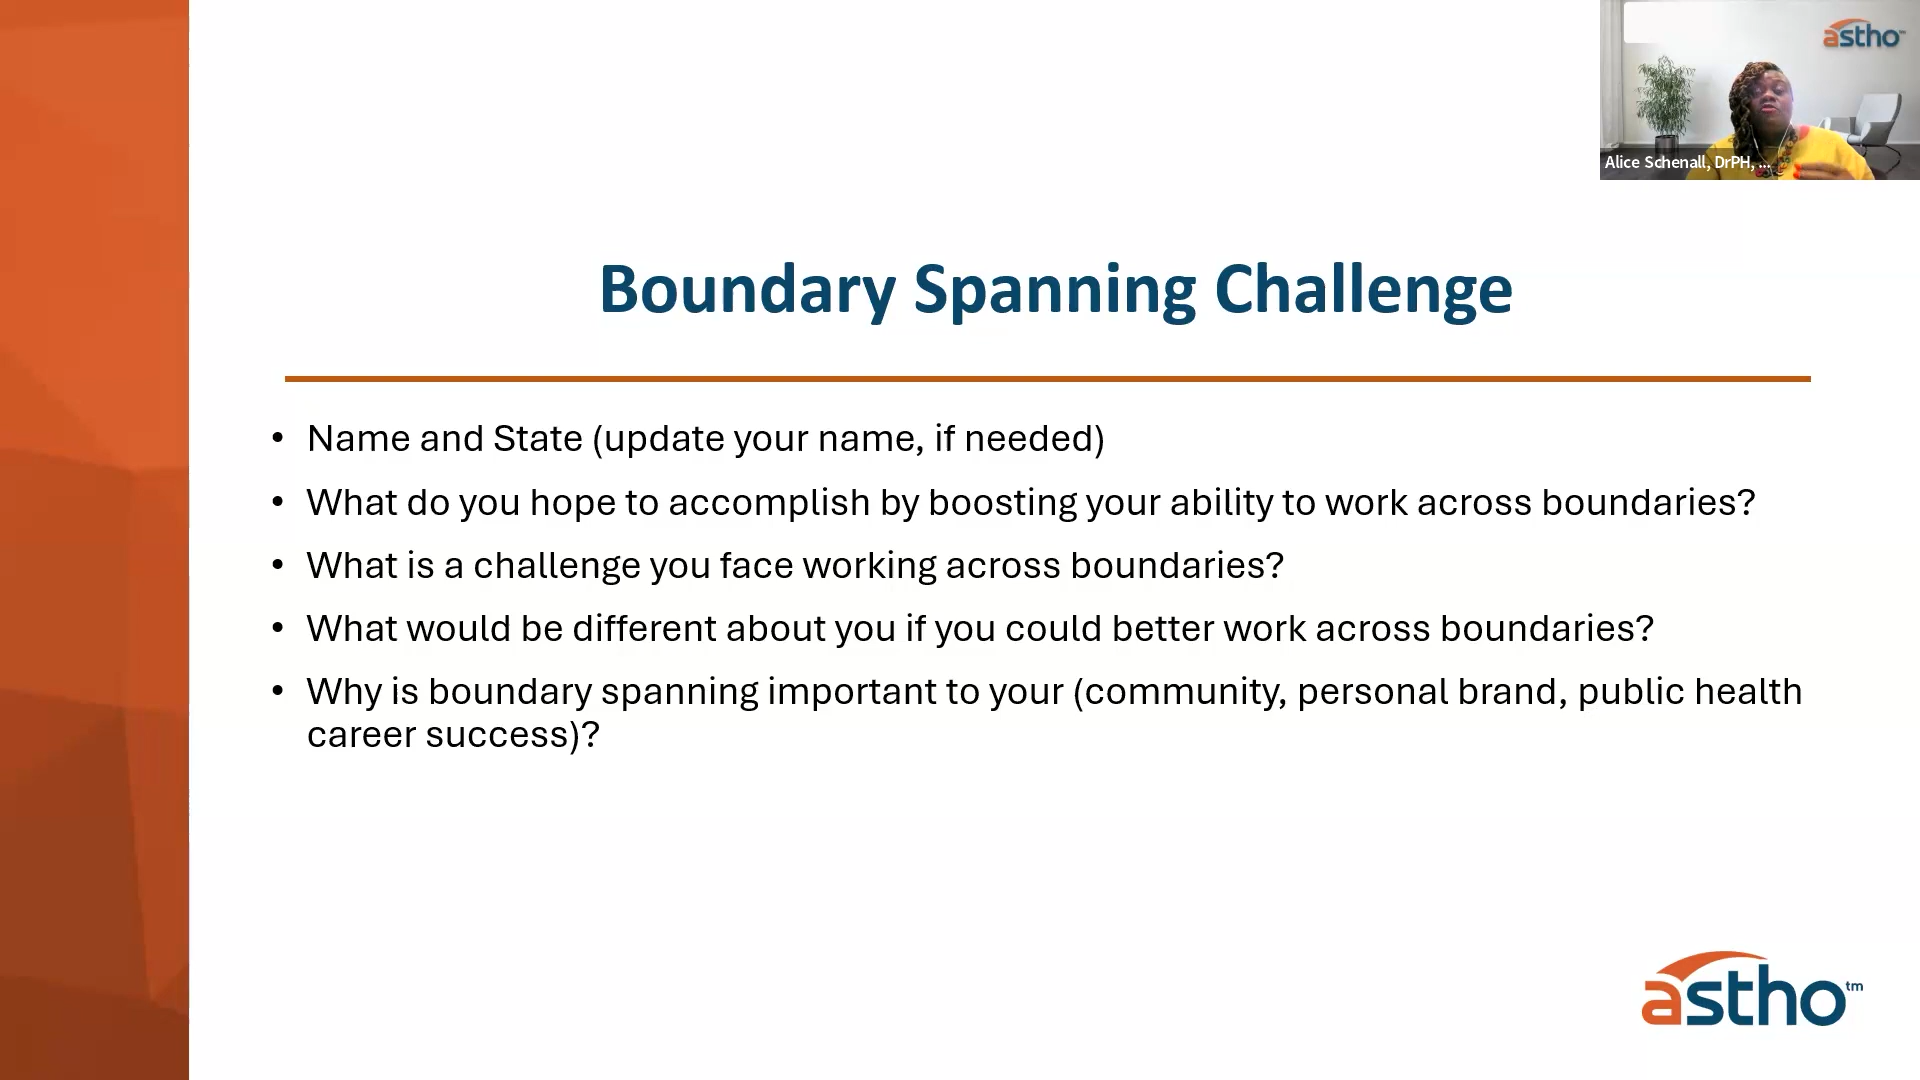 astho
Alice Schenall, DrPH, ...
Boundary Spanning Challenge
• Name and State (update your name, if needed)
• What do you hope to accomplish by boosting your ability to work across boundaries?
• What is a challenge you face working across boundaries?
• What would be different about you if you could better work across boundaries?
• Why is boundary spanning important to your (community, personal brand, public health
career success)?
astho™